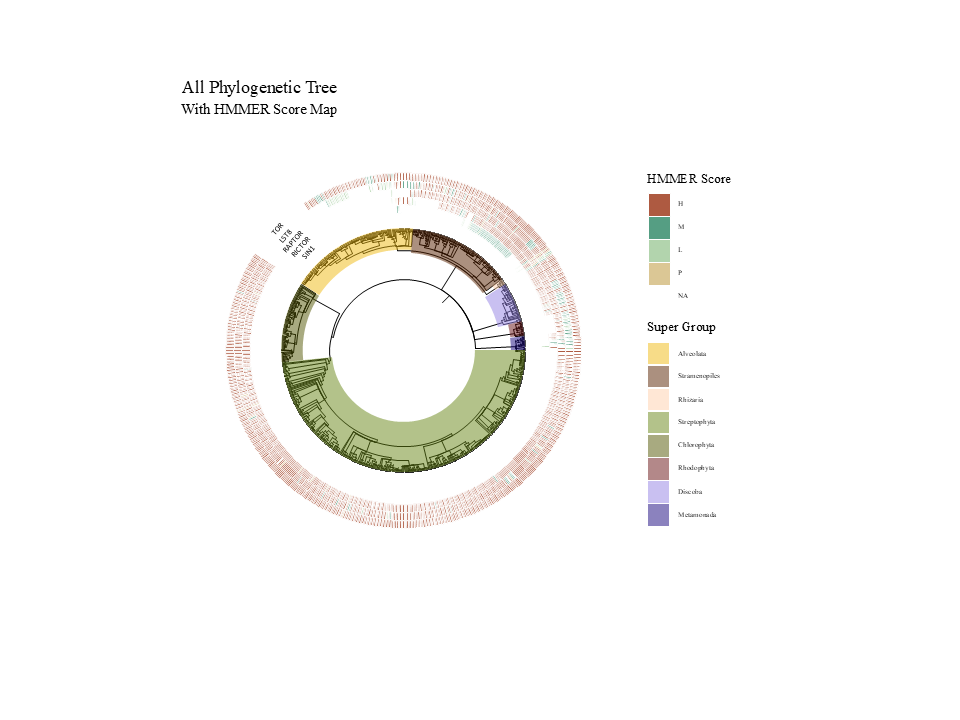 All Phylogenetic Tree
With HMMER Score Map
TOR
LST8
RAPTOR
RICTOR
SIN1
HMMER Score
H
M
L
P
NA
Super Group
Alveolata
Stramenopiles
Rhizaria
Streptophyta
Chlorophyta
Rhodophyta
Discoba
Metamonada